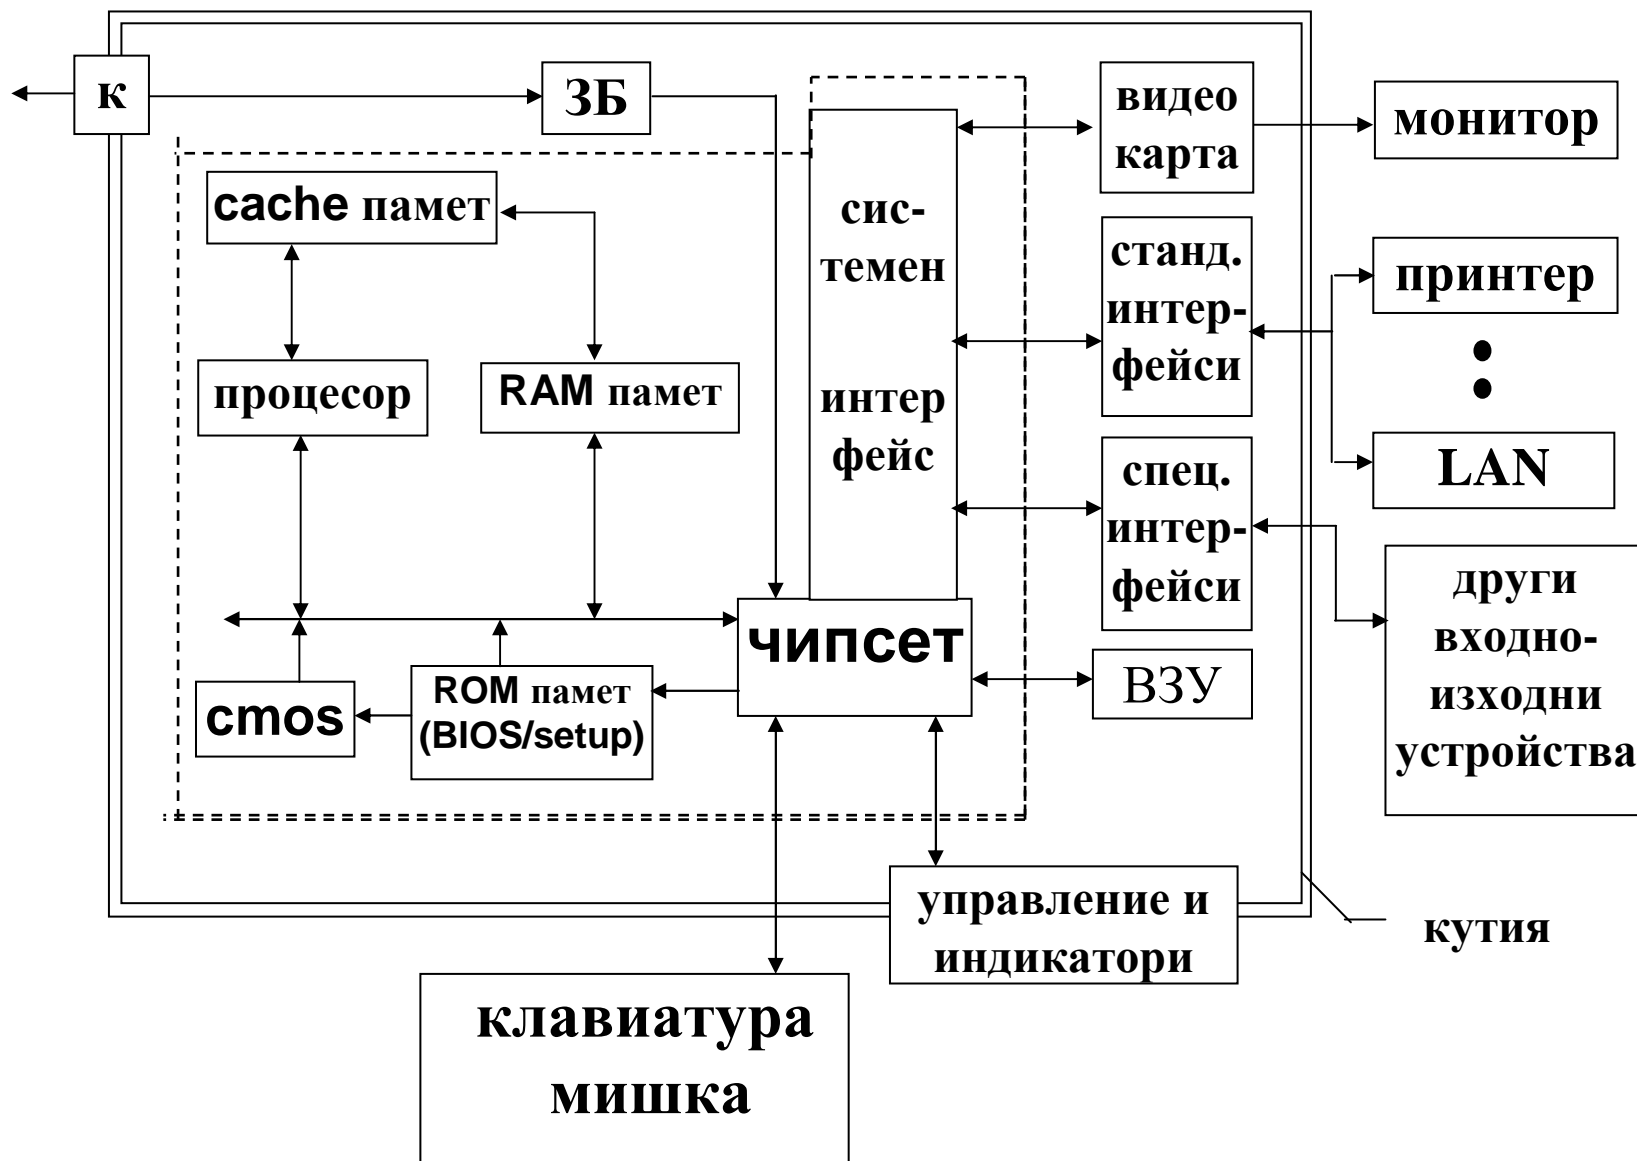 к
ЗБ
видео
карта
монитор
cache памет
сис-
темен
интер
фейс
станд.
интер-
фейси
принтер
процесор
RAM памет
LAN
спец.
интер-
фейси
други
входно-
изходни
устройства
чипсет
ВЗУ
cmos
ROM памет
(BIOS/setup)
управление и
индикатори
кутия
клавиатура
мишка